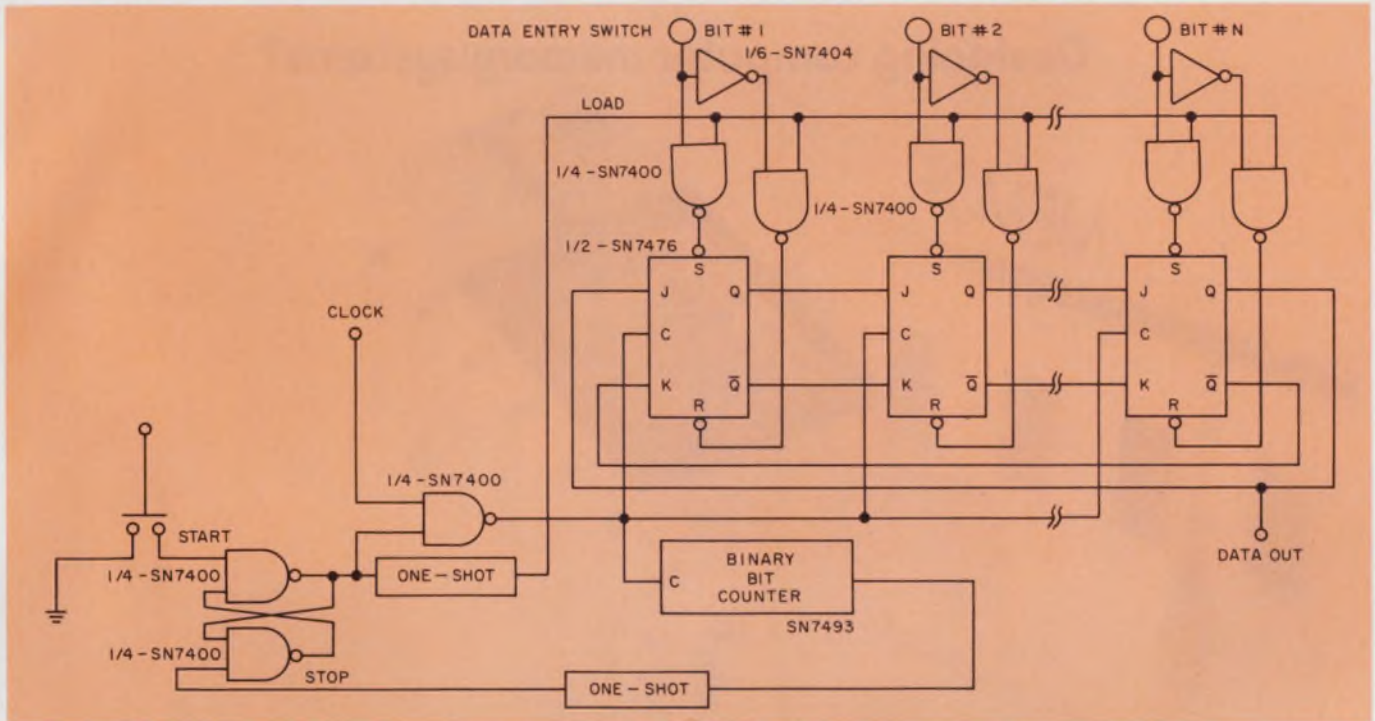 DATA ENTRY SWITCH
BIT #1
BIT #2
BIT #N
1/6-SN7404
LOAD
1/4-SN7400
1/4-SN7400
1/2-SN7476
S
S
S
J
Q
J
Q
J
Q
C
C
C
K
Q̅
K
Q̅
K
Q̅
R
R
R
CLOCK
1/4-SN7400
START
1/4-SN7400
ONE-SHOT
1/4-SN7400
STOP
C
BINARY
BIT
COUNTER
SN7493
DATA OUT
ONE-SHOT